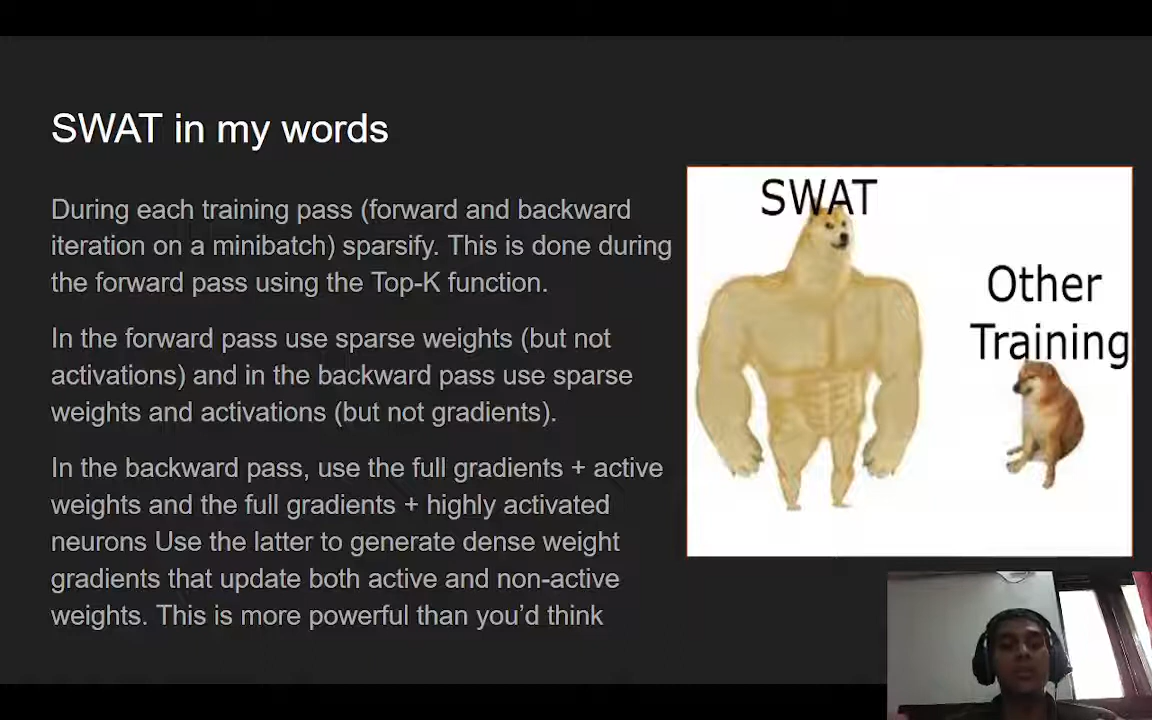 SWAT in my words
During each training pass (forward and backward
iteration on a minibatch) sparsify. This is done during
the forward pass using the Top-K function.
In the forward pass use sparse weights (but not
activations) and in the backward pass use sparse
weights and activations (but not gradients).
In the backward pass, use the full gradients + active
weights and the full gradients + highly activated
neurons Use the latter to generate dense weight
gradients that update both active and non-active
weights. This is more powerful than you’d think
SWAT
Other
Training